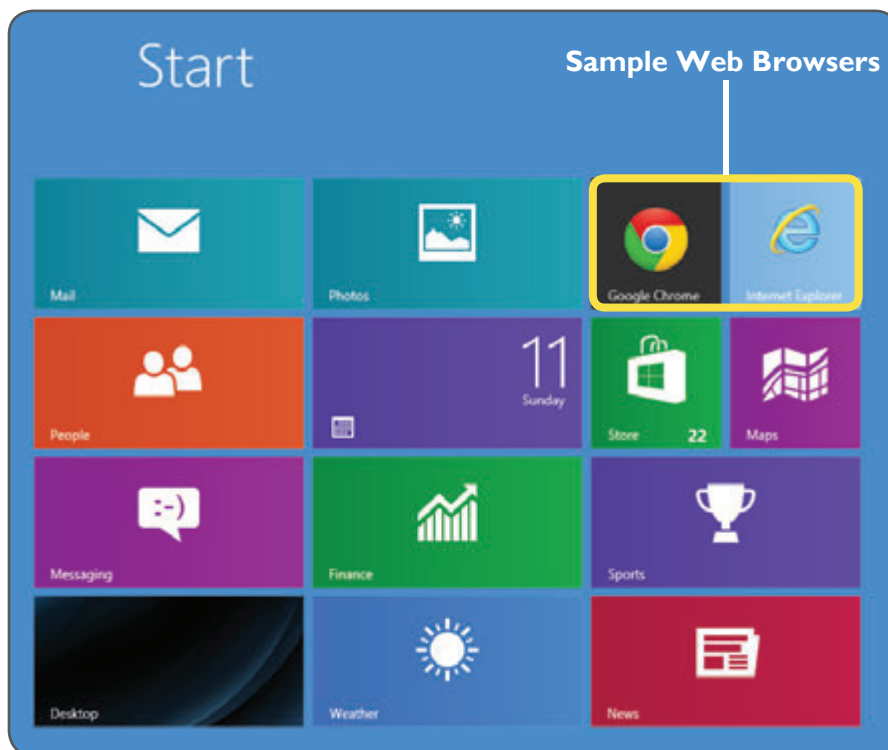 Start
Sample Web Browsers
Mail
Photos
Google Chrome
Internet Explorer
People
11
Sunday
Store
22
Maps
:-)
Messaging
Finance
Sports
Desktop
Weather
News